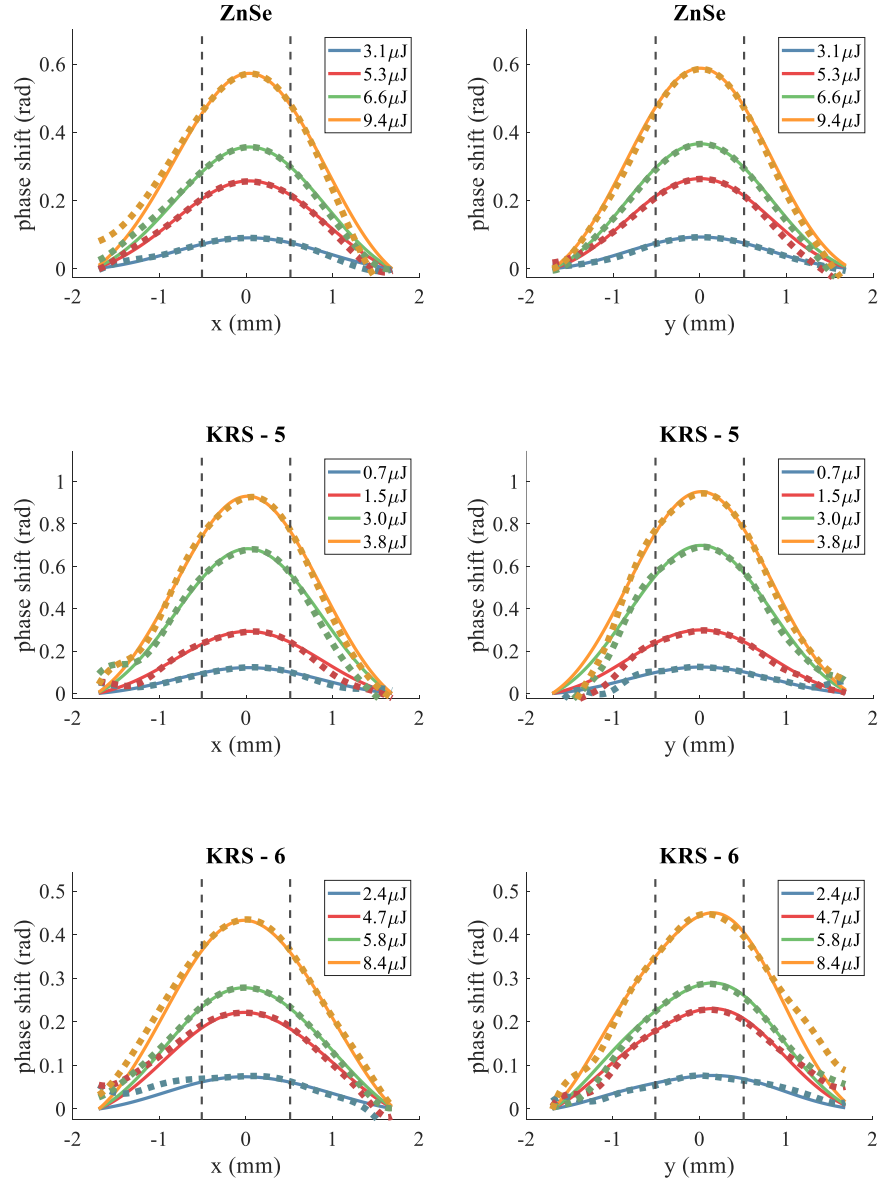 ZnSe
phase shift (rad)
0.6
0.4
0.2
0
3.1μJ
5.3μJ
6.6μJ
9.4μJ
-2
-1
0
1
2
x (mm)
ZnSe
phase shift (rad)
0.6
0.4
0.2
0
3.1μJ
5.3μJ
6.6μJ
9.4μJ
-2
-1
0
1
2
y (mm)
KRS - 5
phase shift (rad)
1
0.8
0.6
0.4
0.2
0
0.7μJ
1.5μJ
3.0μJ
3.8μJ
-2
-1
0
1
2
x (mm)
KRS - 5
phase shift (rad)
1
0.8
0.6
0.4
0.2
0
0.7μJ
1.5μJ
3.0μJ
3.8μJ
-2
-1
0
1
2
y (mm)
KRS - 6
phase shift (rad)
0.5
0.4
0.3
0.2
0.1
0
2.4μJ
4.7μJ
5.8μJ
8.4μJ
-2
-1
0
1
2
x (mm)
KRS - 6
phase shift (rad)
0.5
0.4
0.3
0.2
0.1
0
2.4μJ
4.7μJ
5.8μJ
8.4μJ
-2
-1
0
1
2
y (mm)